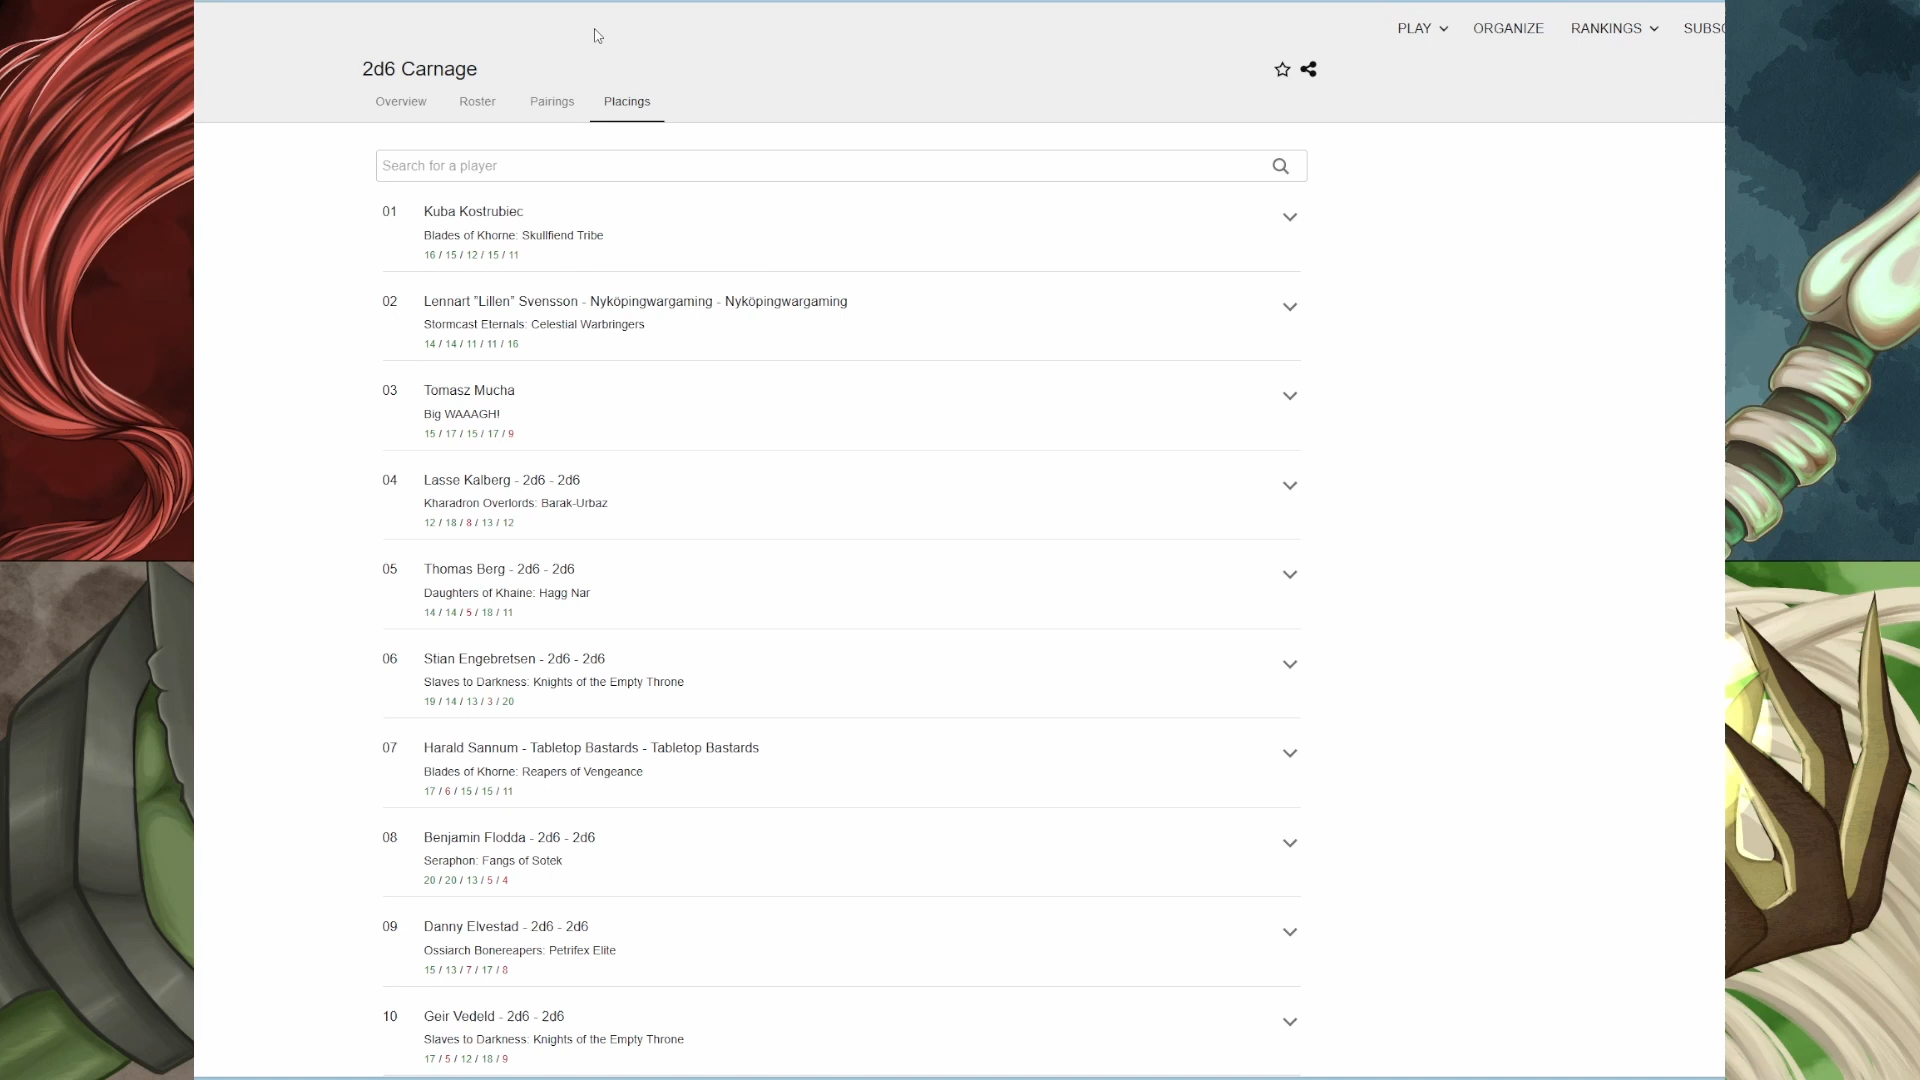 PLAY ORGANIZE RANKINGS SUBSC
2d6 Carnage
Overview Roster Pairings Placings
Search for a player
01 Kuba Kostrubiec
Blades of Khorne: Skullfiend Tribe
16 / 15 / 12 / 15 / 11
02 Lennart "Lillen" Svensson - Nyköpingwargaming - Nyköpingwargaming
Stormcast Eternals: Celestial Warbringers
14 / 14 / 11 / 11 / 16
03 Tomasz Mucha
Big WAAAGH!
15 / 17 / 15 / 17 / 9
04 Lasse Kalberg - 2d6 - 2d6
Kharadron Overlords: Barak-Urbaz
12 / 18 / 8 / 13 / 12
05 Thomas Berg - 2d6 - 2d6
Daughters of Khaine: Hagg Nar
14 / 14 / 5 / 18 / 11
06 Stian Engebretsen - 2d6 - 2d6
Slaves to Darkness: Knights of the Empty Throne
19 / 14 / 13 / 3 / 20
07 Harald Sannum - Tabletop Bastards - Tabletop Bastards
Blades of Khorne: Reapers of Vengeance
17 / 6 / 15 / 15 / 11
08 Benjamin Flodda - 2d6 - 2d6
Seraphon: Fangs of Sotek
20 / 20 / 13 / 5 / 4
09 Danny Elvestad - 2d6 - 2d6
Ossiarch Bonereapers: Petrifex Elite
15 / 13 / 7 / 17 / 8
10 Geir Vedeld - 2d6 - 2d6
Slaves to Darkness: Knights of the Empty Throne
17 / 5 / 12 / 18 / 9